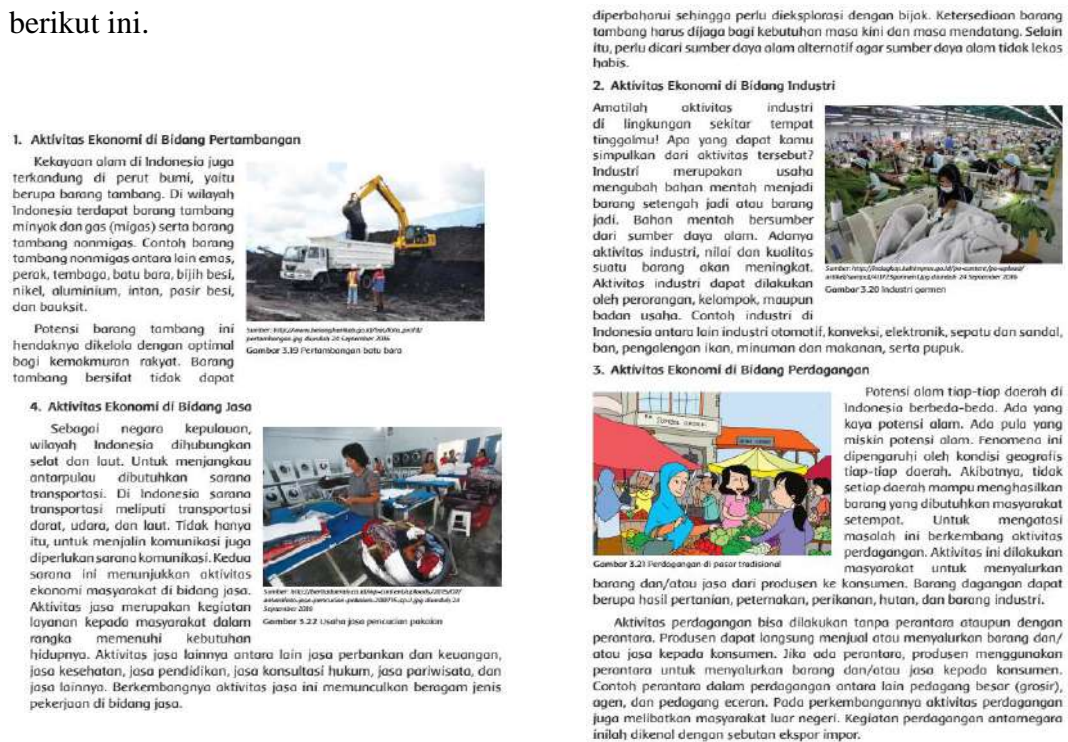 berikut ini.
1. Aktivitas Ekonomi di Bidang Pertambangan
Kekayaan alam di Indonesia juga
terkandung di perut bumi, yaitu
berupa barang tambang. Di wilayah
Indonesia terdapat barang tambang
minyak dan gas (migas) serta barang
tambang nonmigas. Contoh barang
tambang nonmigas antara lain emas,
perak, tembaga, batu bara, bijih besi,
nikel, aluminium, intan, pasir besi,
dan bauksit.
Potensi barang tambang ini
hendaknya dikelola dengan optimal
bagi kemakmuran rakyat. Barang
tambang bersifat tidak dapat
Gambar 3.19 Pertambangan batu bara
diperbaharui sehingga perlu dieksplorasi dengan bijak. Ketersediaan barang
tambang harus dijaga bagi kebutuhan masa kini dan masa mendatang. Selain
itu, perlu dicari sumber daya alam alternatif agar sumber daya alam tidak lekas
habis.
2. Aktivitas Ekonomi di Bidang Industri
Amatilah aktivitas industri
di lingkungan sekitar tempat
tinggalmu! Apa yang dapat kamu
simpulkan dari aktivitas tersebut?
Industri merupakan usaha
mengubah bahan mentah menjadi
barang setengah jadi atau barang
jadi. Bahan mentah bersumber
dari sumber daya alam. Adanya
aktivitas industri, nilai dan kualitas
suatu barang akan meningkat.
Aktivitas industri dapat dilakukan
oleh perorangan, kelompok, maupun
badan usaha. Contoh industri di
Indonesia antara lain industri otomotif, konveksi, elektronik, sepatu dan sandal,
ban, pengalengan ikan, minuman dan makanan, serta pupuk.
Gambar 3.20 Industri garmen
3. Aktivitas Ekonomi di Bidang Perdagangan
Potensi alam tiap-tiap daerah di
Indonesia berbeda-beda. Ada yang
kaya potensi alam. Ada pula yang
miskin potensi alam. Fenomena ini
dipengaruhi oleh kondisi geografis
tiap-tiap daerah. Akibatnya, tidak
setiap daerah mampu menghasilkan
barang yang dibutuhkan masyarakat
setempat. Untuk mengatasi
masalah ini berkembang aktivitas
perdagangan. Aktivitas ini dilakukan
masyarakat untuk menyalurkan
Gambar 3.21 Perdagangan di pasar tradisional
barang dan/atau jasa dari produsen ke konsumen. Barang dagangan dapat
berupa hasil pertanian, peternakan, perikanan, hutan, dan barang industri.
Aktivitas perdagangan bisa dilakukan tanpa perantara ataupun dengan
perantara. Produsen dapat langsung menjual atau menyalurkan barang dan/
atau jasa kepada konsumen. Jika ada perantara, produsen menggunakan
perantara untuk menyalurkan barang dan/atau jasa kepada konsumen.
Contoh perantara dalam perdagangan antara lain pedagang besar (grosir),
agen, dan pedagang eceran. Pada perkembangannya aktivitas perdagangan
juga melibatkan masyarakat luar negeri. Kegiatan perdagangan antarnegara
inilah dikenal dengan sebutan ekspor impor.
4. Aktivitas Ekonomi di Bidang Jasa
Sebagai negara kepulauan,
wilayah Indonesia dihubungkan
selat dan laut. Untuk menjangkau
antarpulau dibutuhkan sarana
transportasi. Di Indonesia sarana
transportasi meliputi transportasi
darat, udara, dan laut. Tidak hanya
itu, untuk menjalin komunikasi juga
diperlukan sarana komunikasi. Kedua
sarana ini menunjukkan aktivitas
ekonomi masyarakat di bidang jasa.
Aktivitas jasa merupakan kegiatan
layanan kepada masyarakat dalam
rangka memenuhi kebutuhan
Gambar 3.22 Usaha jasa pencucian pakaian
hidupnya. Aktivitas jasa lainnya antara lain jasa perbankan dan keuangan,
jasa kesehatan, jasa pendidikan, jasa konsultasi hukum, jasa pariwisata, dan
jasa lainnya. Berkembangnya aktivitas jasa ini memunculkan beragam jenis
pekerjaan di bidang jasa.